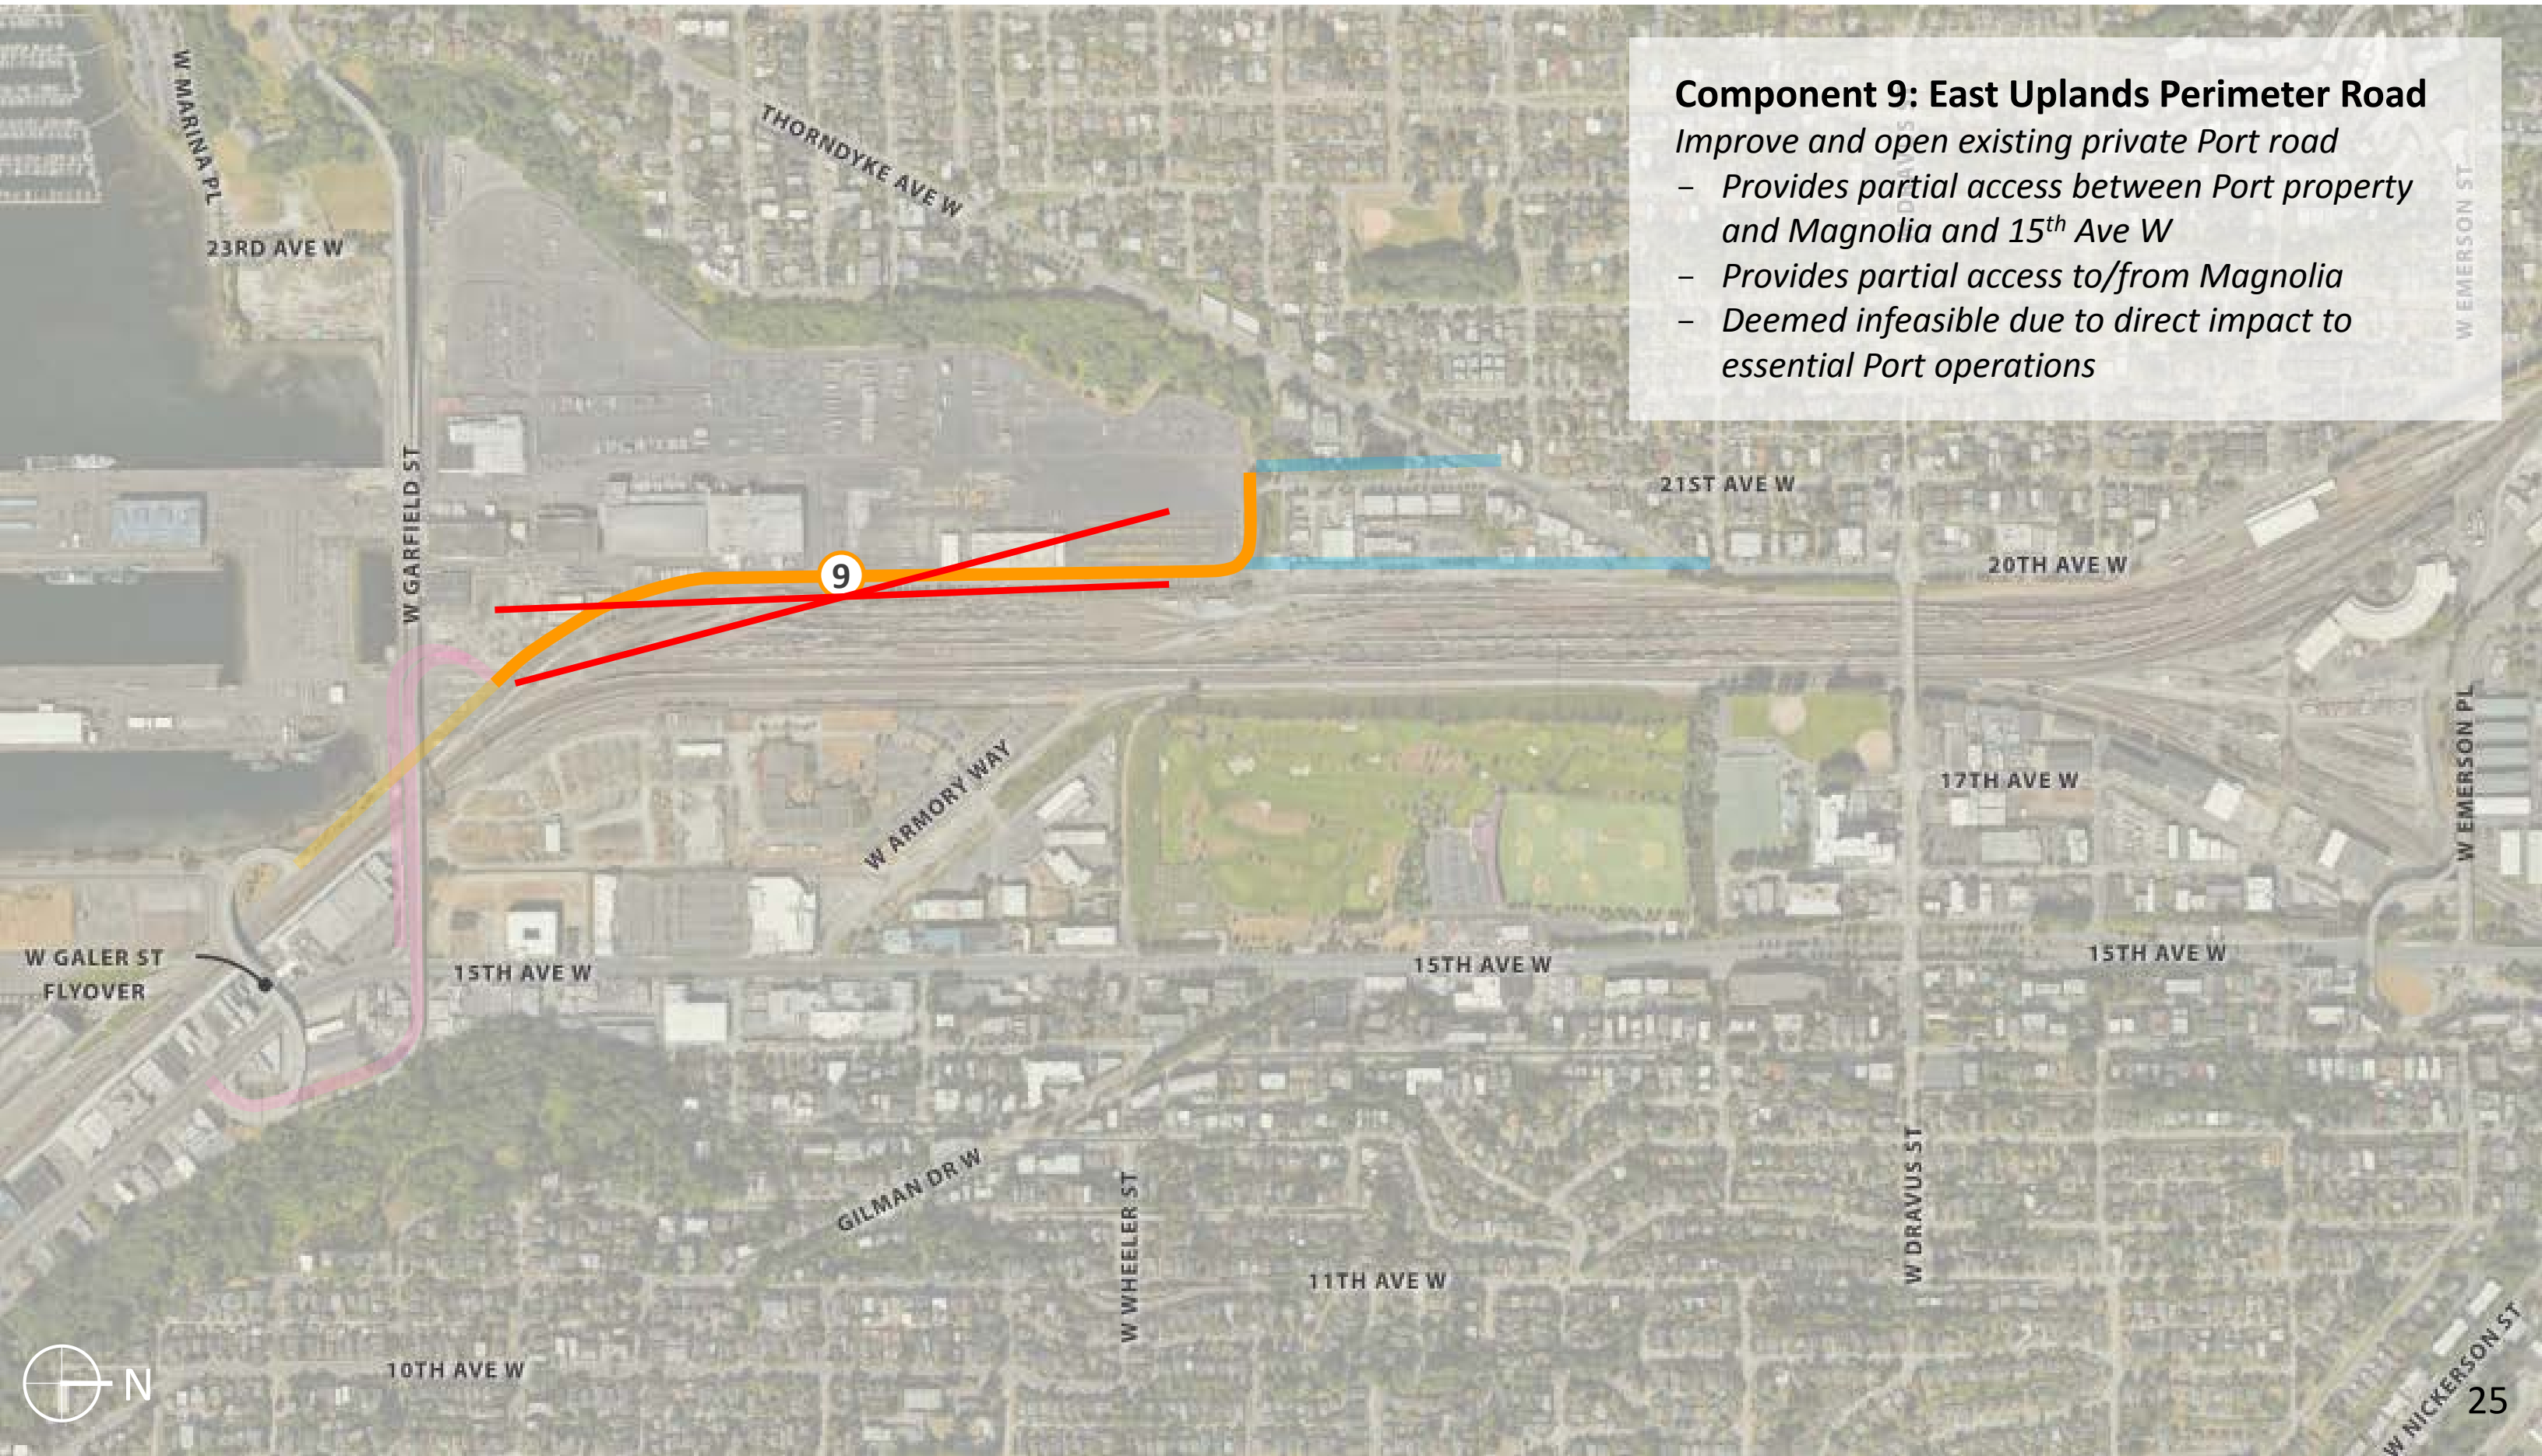 Component 9: East Uplands Perimeter Road
Improve and open existing private Port road
– Provides partial access between Port property
and Magnolia and 15th Ave W
– Provides partial access to/from Magnolia
– Deemed infeasible due to direct impact to
essential Port operations
W MARINA PL
THORNDYKE AVE W
W DRAVUS ST
W EMERSON ST
23RD AVE W
W GARFIELD ST
21ST AVE W
20TH AVE W
9
W ARMORY WAY
17TH AVE W
W EMERSON PL
W GALER ST
FLYOVER
15TH AVE W
15TH AVE W
15TH AVE W
GILMAN DR W
W WHEELER ST
W DRAVUS ST
11TH AVE W
10TH AVE W
W NICKERSON ST
N
25